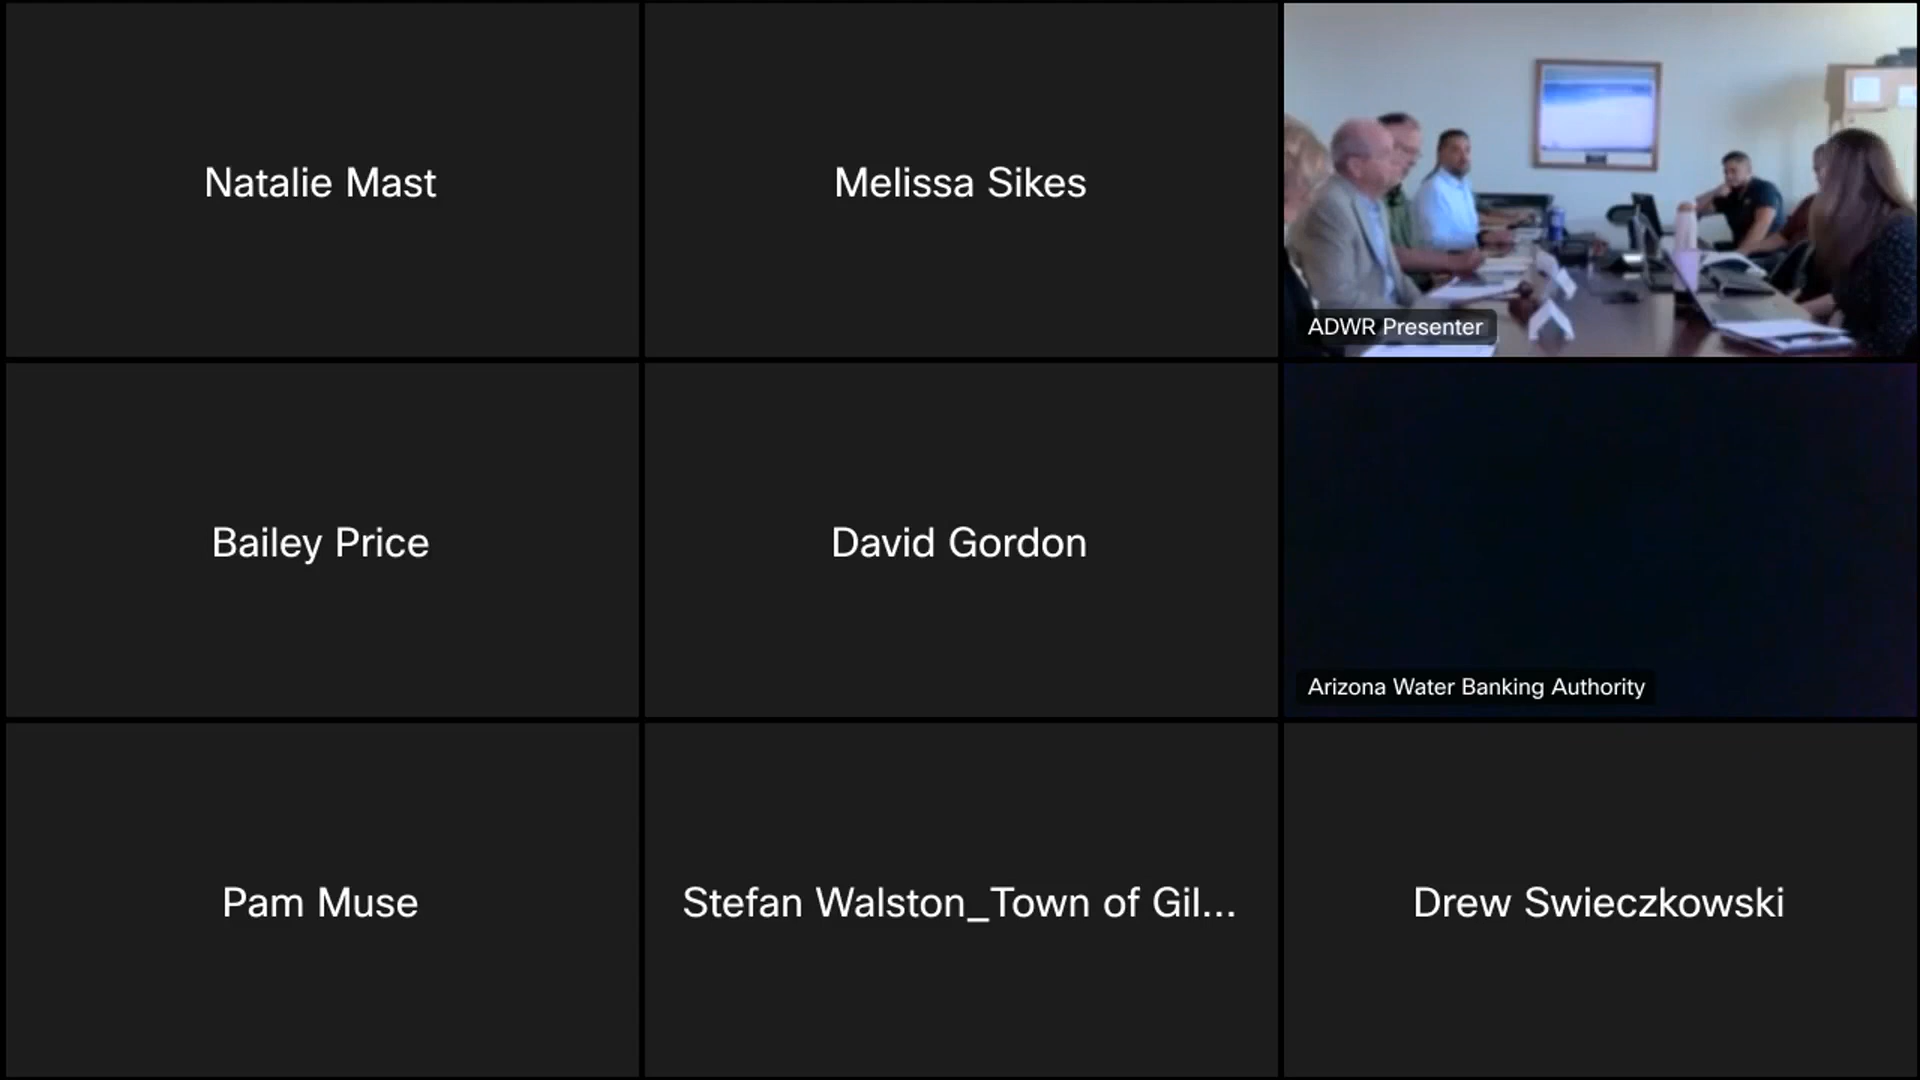 Natalie Mast
Melissa Sikes
ADWR Presenter
Bailey Price
David Gordon
Arizona Water Banking Authority
Pam Muse
Stefan Walston_Town of Gil...
Drew Swieczkowski